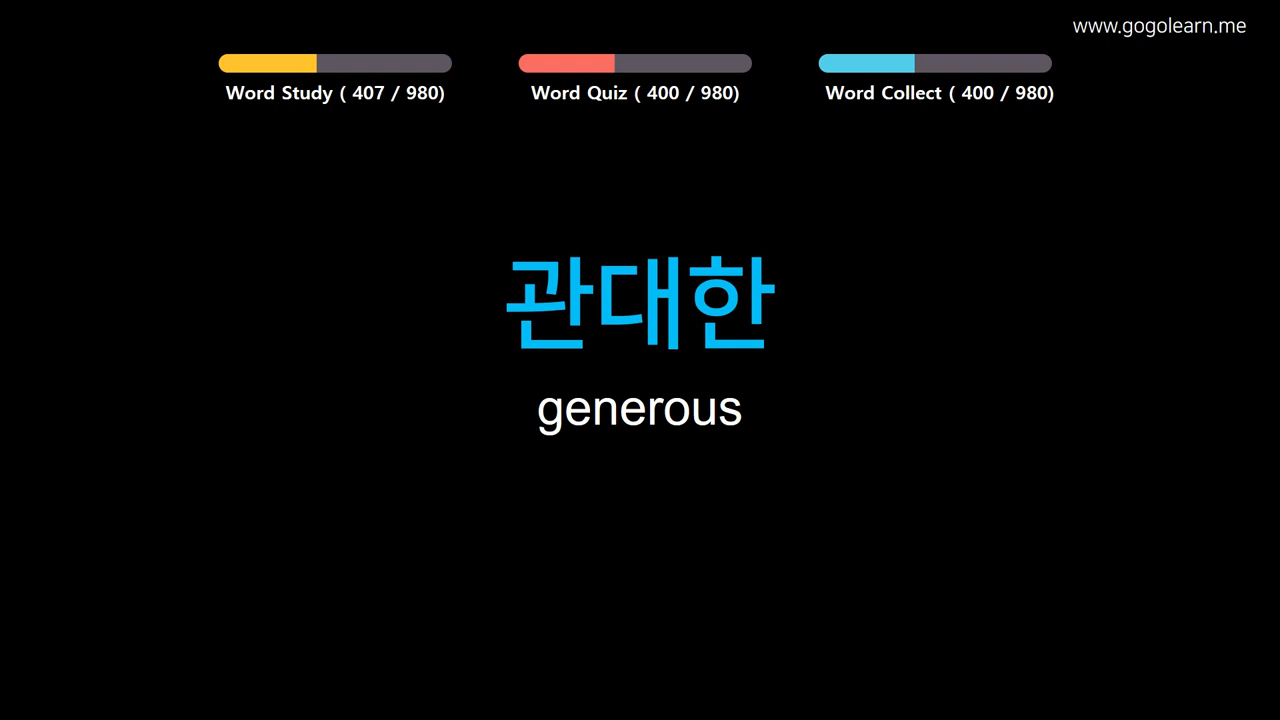 www.gogolearn.me
Word Study ( 407 / 980)
Word Quiz ( 400 / 980)
Word Collect ( 400 / 980)
관대한
generous